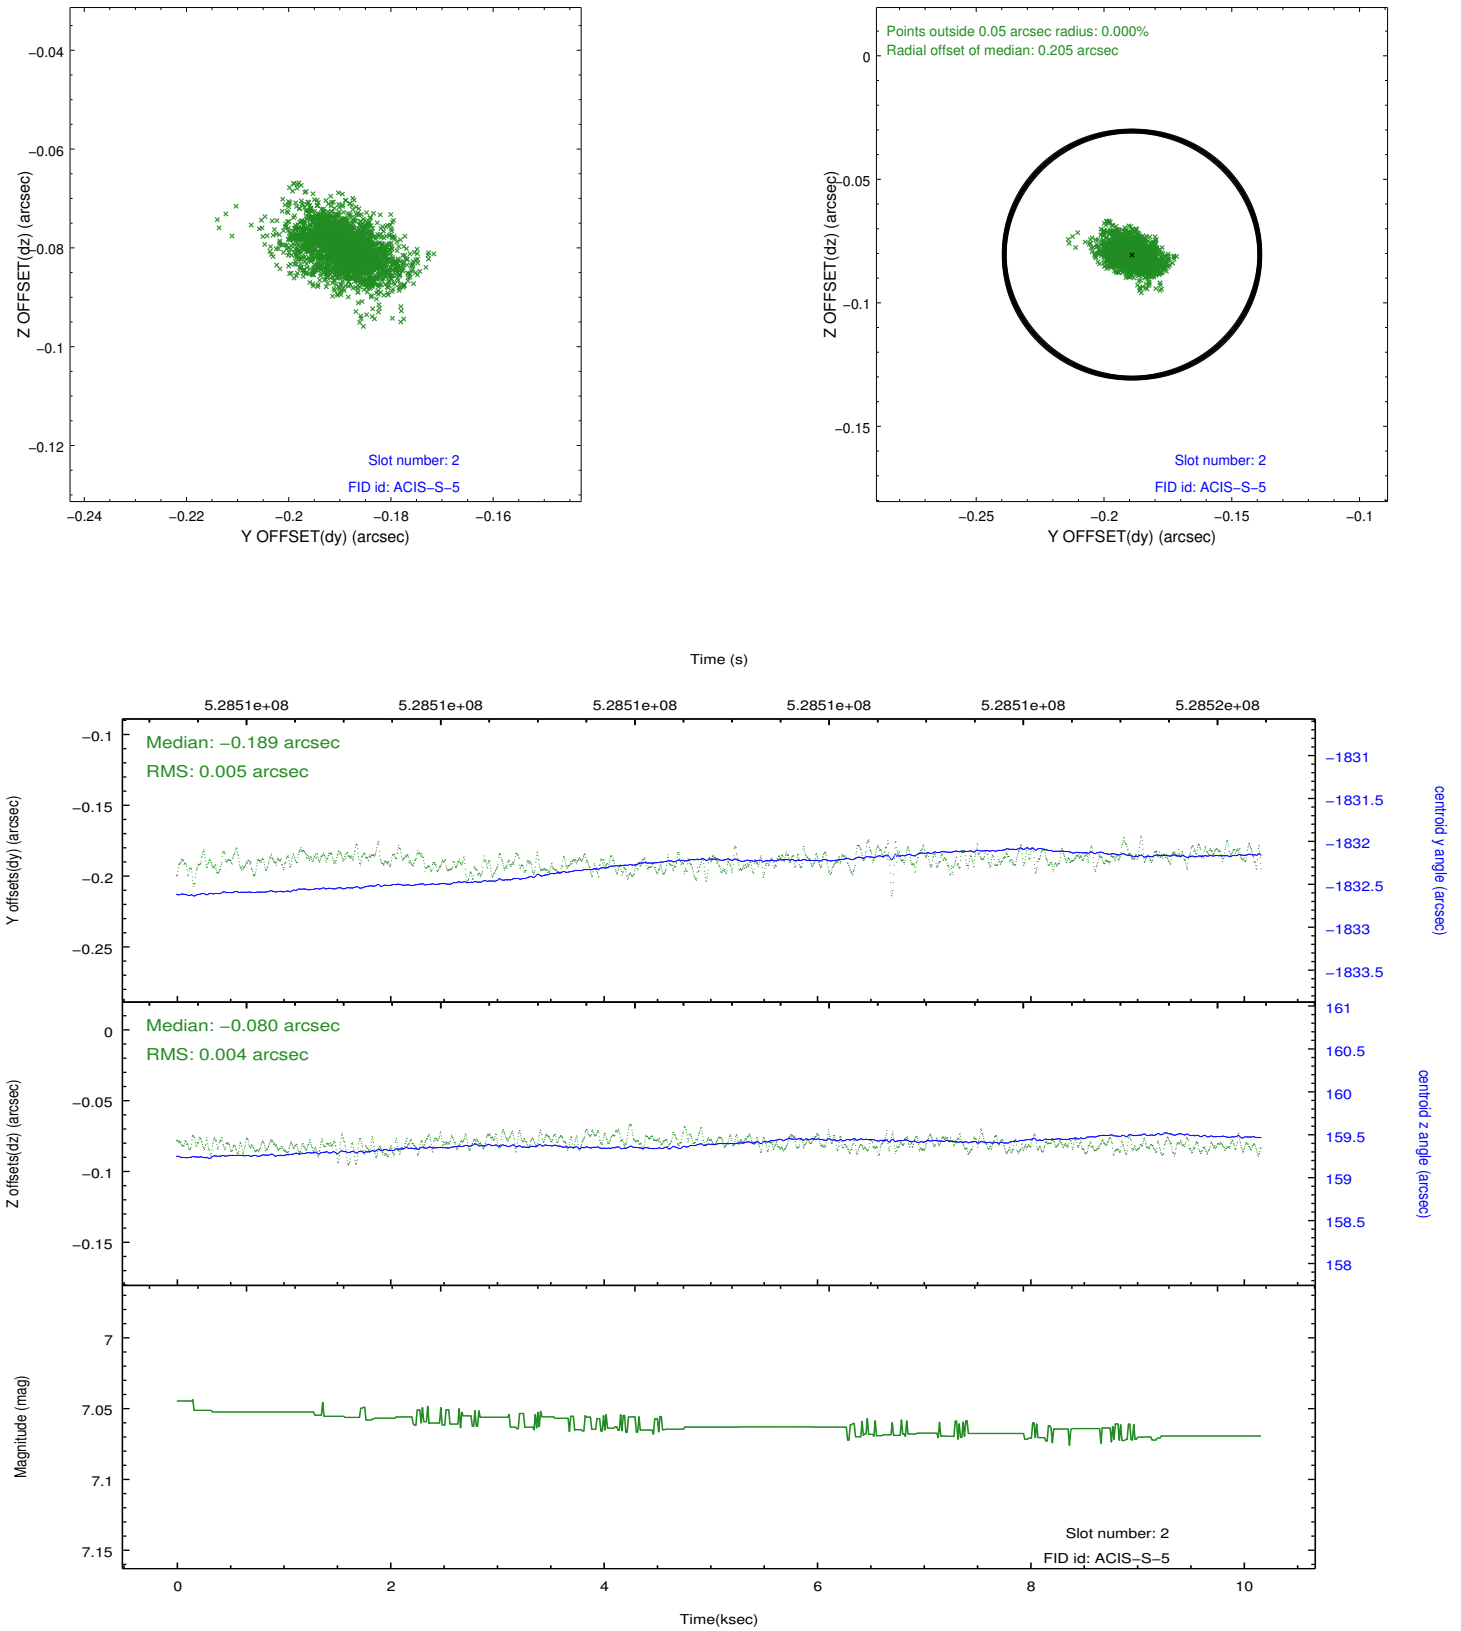 −0.04
−0.06
−0.08
−0.1
−0.12
Z OFFSET(dz) (arcsec)
Slot number: 2
FID id: ACIS−S−5
−0.24 −0.22 −0.2 −0.18 −0.16
Y OFFSET(dy) (arcsec)
Points outside 0.05 arcsec radius: 0.000%
Radial offset of median: 0.205 arcsec
0
−0.05
−0.1
−0.15
Z OFFSET(dz) (arcsec)
Slot number: 2
FID id: ACIS−S−5
−0.25 −0.2 −0.15 −0.1
Y OFFSET(dy) (arcsec)
Time (s)
5.2851e+08 5.2851e+08 5.2851e+08 5.2851e+08 5.2851e+08 5.2852e+08
Median: −0.189 arcsec
RMS: 0.005 arcsec
−0.1
−0.15
−0.2
−0.25
Y offsets(dy) (arcsec)
−1831
−1831.5
−1832
−1832.5
−1833
−1833.5
centroid y angle (arcsec)
Median: −0.080 arcsec
RMS: 0.004 arcsec
0
−0.05
−0.1
−0.15
Z offsets(dz) (arcsec)
161
160.5
160
159.5
159
158.5
158
centroid z angle (arcsec)
7
7.05
7.1
7.15
Magnitude (mag)
Slot number: 2
FID id: ACIS−S−5
0 2 4 6 8 10
Time(ksec)